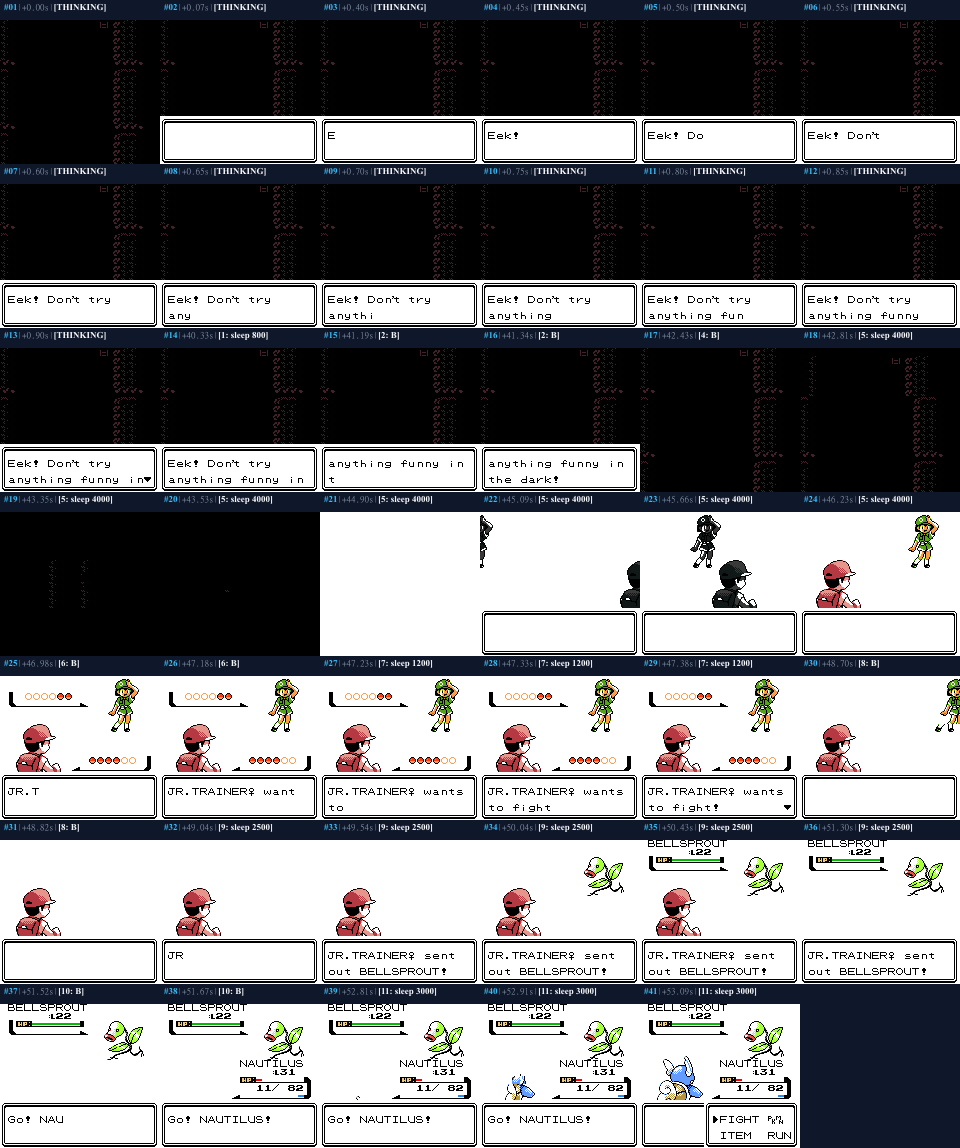 #01|+0.00s|[THINKING]
#02|+0.07s|[THINKING]
#03|+0.40s|[THINKING]
#04|+0.45s|[THINKING]
#05|+0.50s|[THINKING]
#06|+0.55s|[THINKING]
E
Eek!
Eek! Do
Eek! Don't
#07|+0.60s|[THINKING]
#08|+0.65s|[THINKING]
#09|+0.70s|[THINKING]
#10|+0.75s|[THINKING]
#11|+0.80s|[THINKING]
#12|+0.85s|[THINKING]
Eek! Don't try
Eek! Don't try
any
Eek! Don't try
anythi
Eek! Don't try
anything
Eek! Don't try
anything fun
Eek! Don't try
anything funny
#13|+0.90s|[THINKING]
#14|+40.33s|[1: sleep 800]
#15|+41.19s|[2: B]
#16|+41.34s|[2: B]
#17|+42.43s|[4: B]
#18|+42.81s|[5: sleep 4000]
Eek! Don't try
anything funny in▼
Eek! Don't try
anything funny in
anything funny in
t
anything funny in
the dark!
#19|+43.35s|[5: sleep 4000]
#20|+43.53s|[5: sleep 4000]
#21|+44.90s|[5: sleep 4000]
#22|+45.09s|[5: sleep 4000]
#23|+45.66s|[5: sleep 4000]
#24|+46.23s|[5: sleep 4000]
#25|+46.98s|[6: B]
#26|+47.18s|[6: B]
#27|+47.23s|[7: sleep 1200]
#28|+47.33s|[7: sleep 1200]
#29|+47.38s|[7: sleep 1200]
#30|+48.70s|[8: B]
JR.T
JR.TRAINER♀ want
JR.TRAINER♀ wants
to
JR.TRAINER♀ wants
to fight
JR.TRAINER♀ wants
to fight! ▼
#31|+48.82s|[8: B]
#32|+49.04s|[9: sleep 2500]
#33|+49.54s|[9: sleep 2500]
#34|+50.04s|[9: sleep 2500]
#35|+50.43s|[9: sleep 2500]
#36|+51.30s|[9: sleep 2500]
JR
JR.TRAINER♀ sent
out BELLSPROUT!
JR.TRAINER♀ sent
out BELLSPROUT!
BELLSPROUT
:L22
HP:
JR.TRAINER♀ sent
out BELLSPROUT!
BELLSPROUT
:L22
HP:
JR.TRAINER♀ sent
out BELLSPROUT!
#37|+51.52s|[10: B]
#38|+51.67s|[10: B]
#39|+52.81s|[11: sleep 3000]
#40|+52.91s|[11: sleep 3000]
#41|+53.09s|[11: sleep 3000]
BELLSPROUT
:L22
HP:
Go! NAU
BELLSPROUT
:L22
HP:
NAUTILUS
:L31
HP:
11/ 82
Go! NAUTILUS!
BELLSPROUT
:L22
HP:
NAUTILUS
:L31
HP:
11/ 82
Go! NAUTILUS!
BELLSPROUT
:L22
HP:
NAUTILUS
:L31
HP:
11/ 82
Go! NAUTILUS!
BELLSPROUT
:L22
HP:
NAUTILUS
:L31
HP:
11/ 82
▶FIGHT PKMN
ITEM RUN